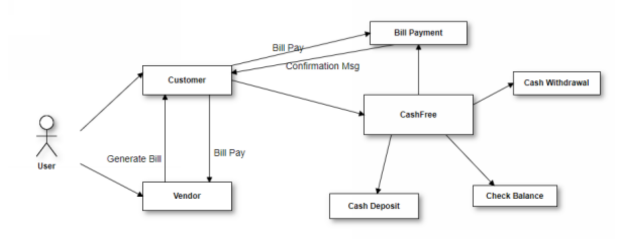 Bill Payment
Bill Pay
Confirmation Msg
Customer
Cash Withdrawal
CashFree
User
Generate Bill
Bill Pay
Vendor
Cash Deposit
Check Balance